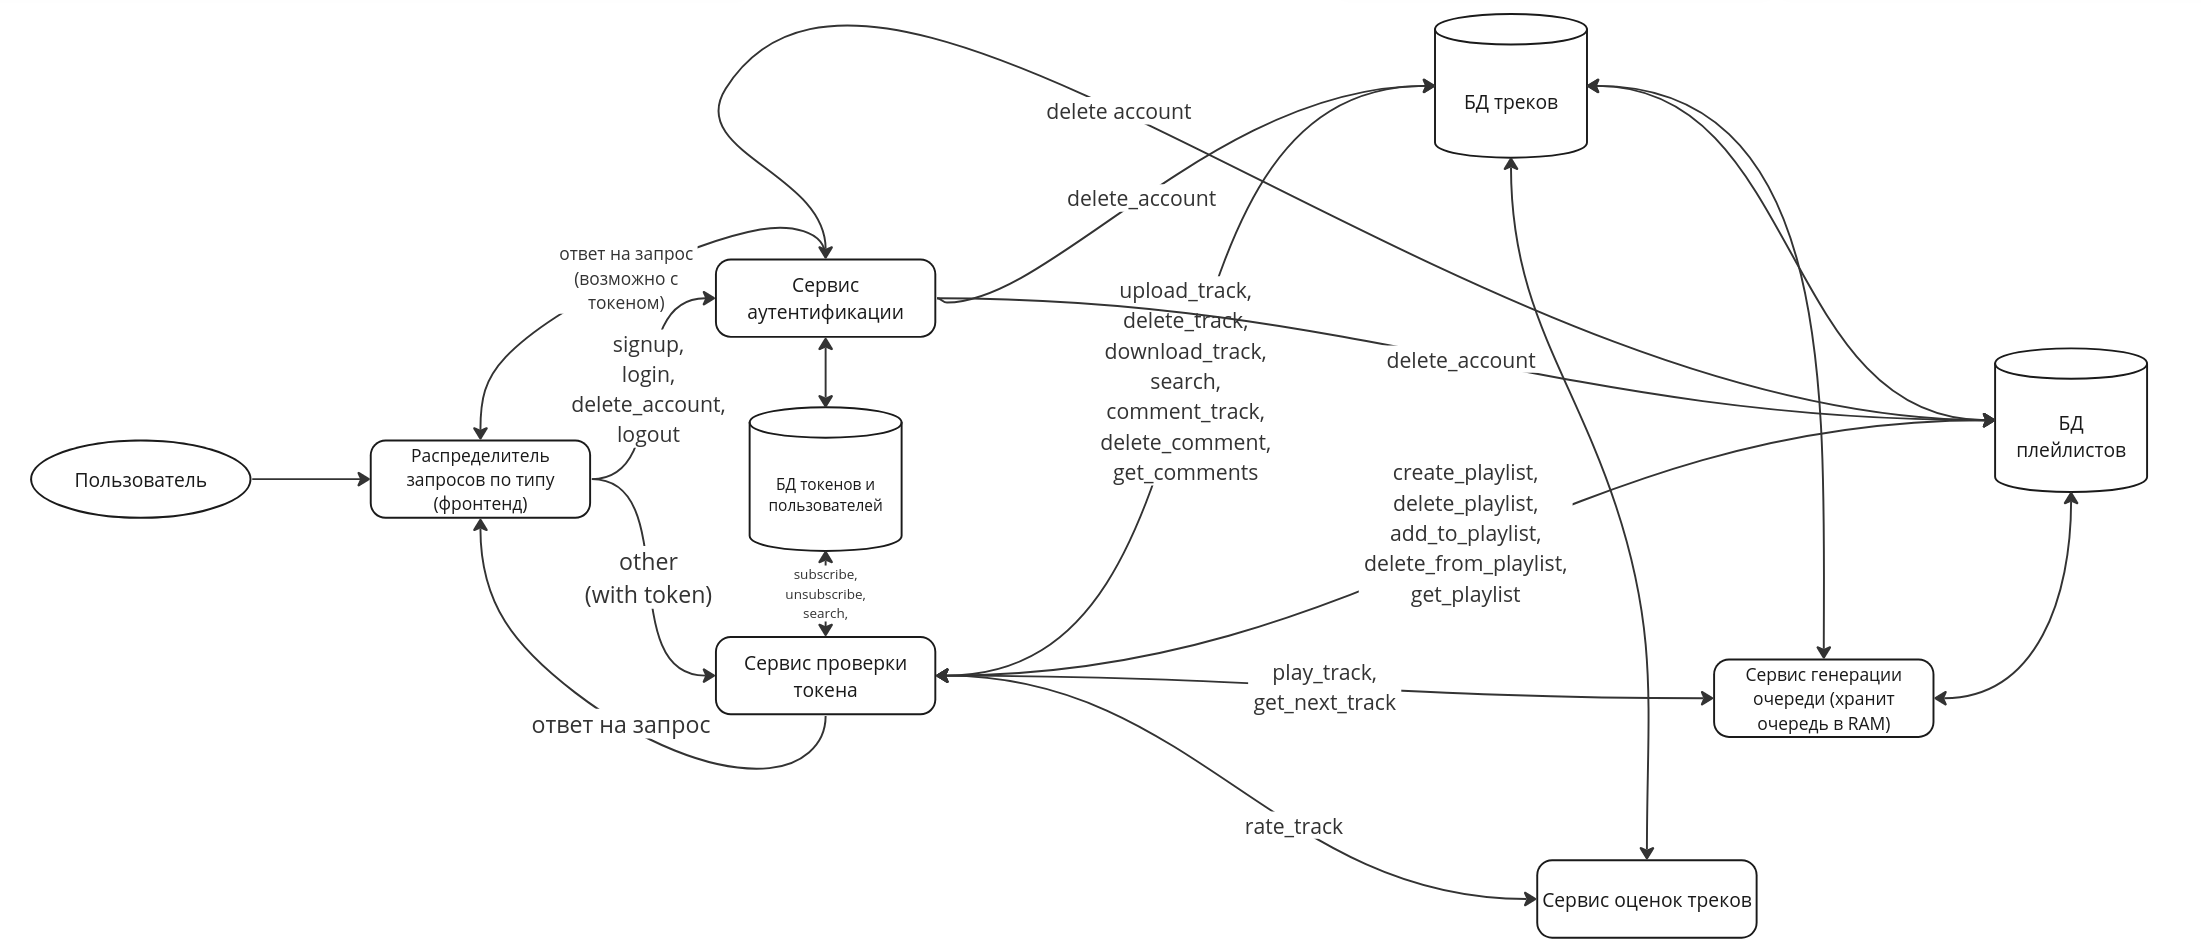 БД треков
delete account
delete_account
ответ на запрос
(возможно с
токеном)
Сервис
аутентификации
signup,
login,
delete_account,
logout
upload_track,
delete_track,
download_track,
search,
comment_track,
delete_comment,
get_comments
delete_account
БД
плейлистов
Пользователь
Распределитель
запросов по типу
(фронтенд)
БД токенов и
пользователей
create_playlist,
delete_playlist,
add_to_playlist,
delete_from_playlist,
get_playlist
other
(with token)
subscribe,
unsubscribe,
search,
Сервис проверки
токена
ответ на запрос
play_track,
get_next_track
Сервис генерации
очереди (хранит
очередь в RAM)
rate_track
Сервис оценок треков